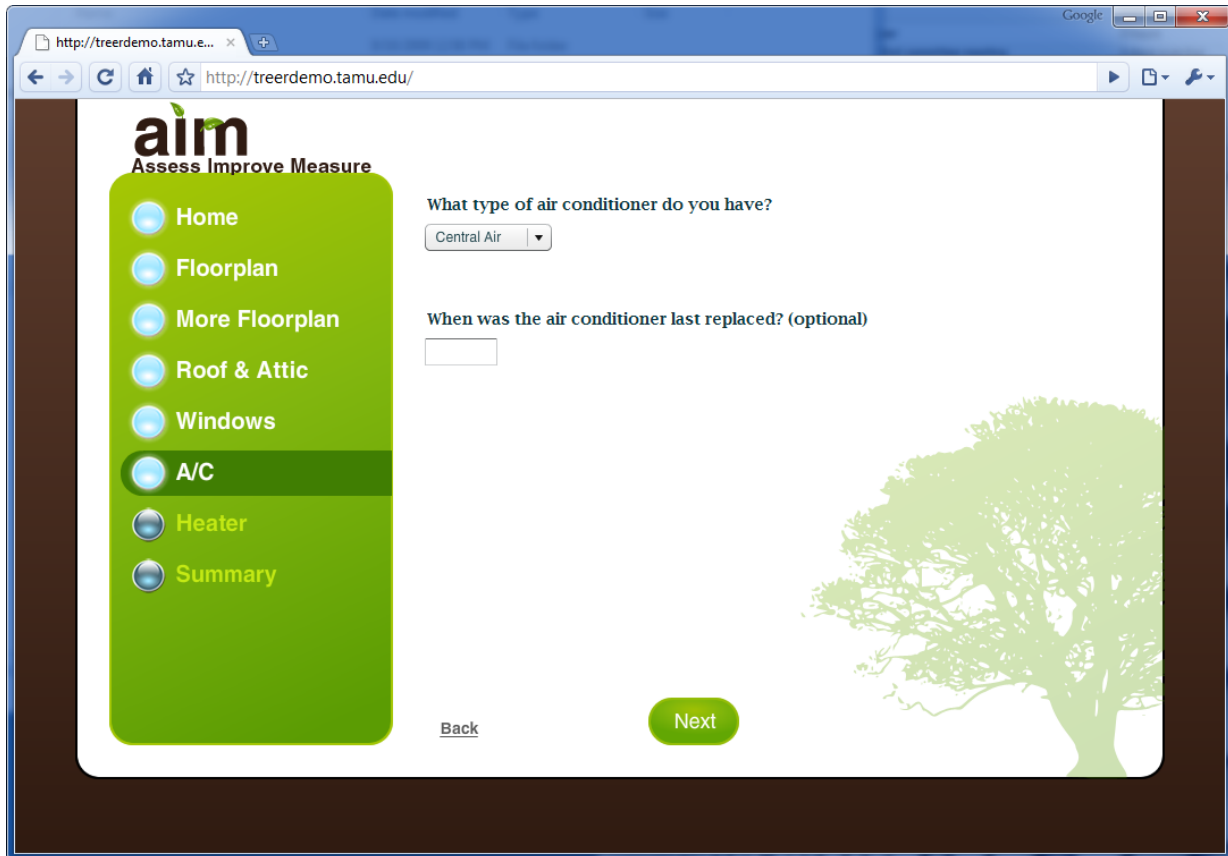 Google
http://treerdemo.tamu.e...
http://treerdemo.tamu.edu/
aim
Assess Improve Measure
Home
Floorplan
More Floorplan
Roof & Attic
Windows
A/C
Heater
Summary
What type of air conditioner do you have?
Central Air
When was the air conditioner last replaced? (optional)
Back
Next